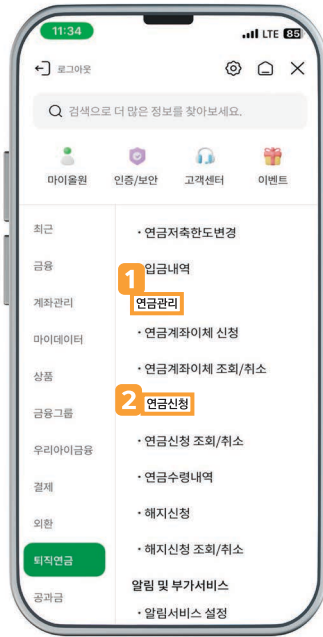 11:34 LTE 85
로그아웃
검색으로 더 많은 정보를 찾아보세요.
마이올원 인증/보안 고객센터 이벤트
최근
금융
계좌관리
마이데이터
상품
금융그룹
우리아이금융
결제
외환
퇴직연금
공과금
· 연금저축한도변경
입금내역
1
연금관리
· 연금계좌이체 신청
· 연금계좌이체 조회/취소
2 연금신청
· 연금신청 조회/취소
· 연금수령내역
· 해지신청
· 해지신청 조회/취소
알림 및 부가서비스
· 알림서비스 설정